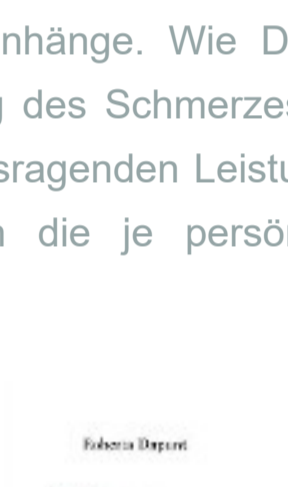 nhänge. Wie D
des Schmerzes
sragenden Leistu
die je persö
Roberta Dapunt